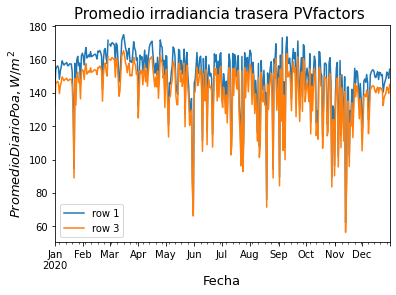 Promedio irradiancia trasera PVfactors
PromedioDiarioPoa, W/m²
180
160
140
120
100
80
60
row 1
row 3
Jan Feb Mar Apr May Jun Jul Aug Sep Oct Nov Dec
2020
Fecha